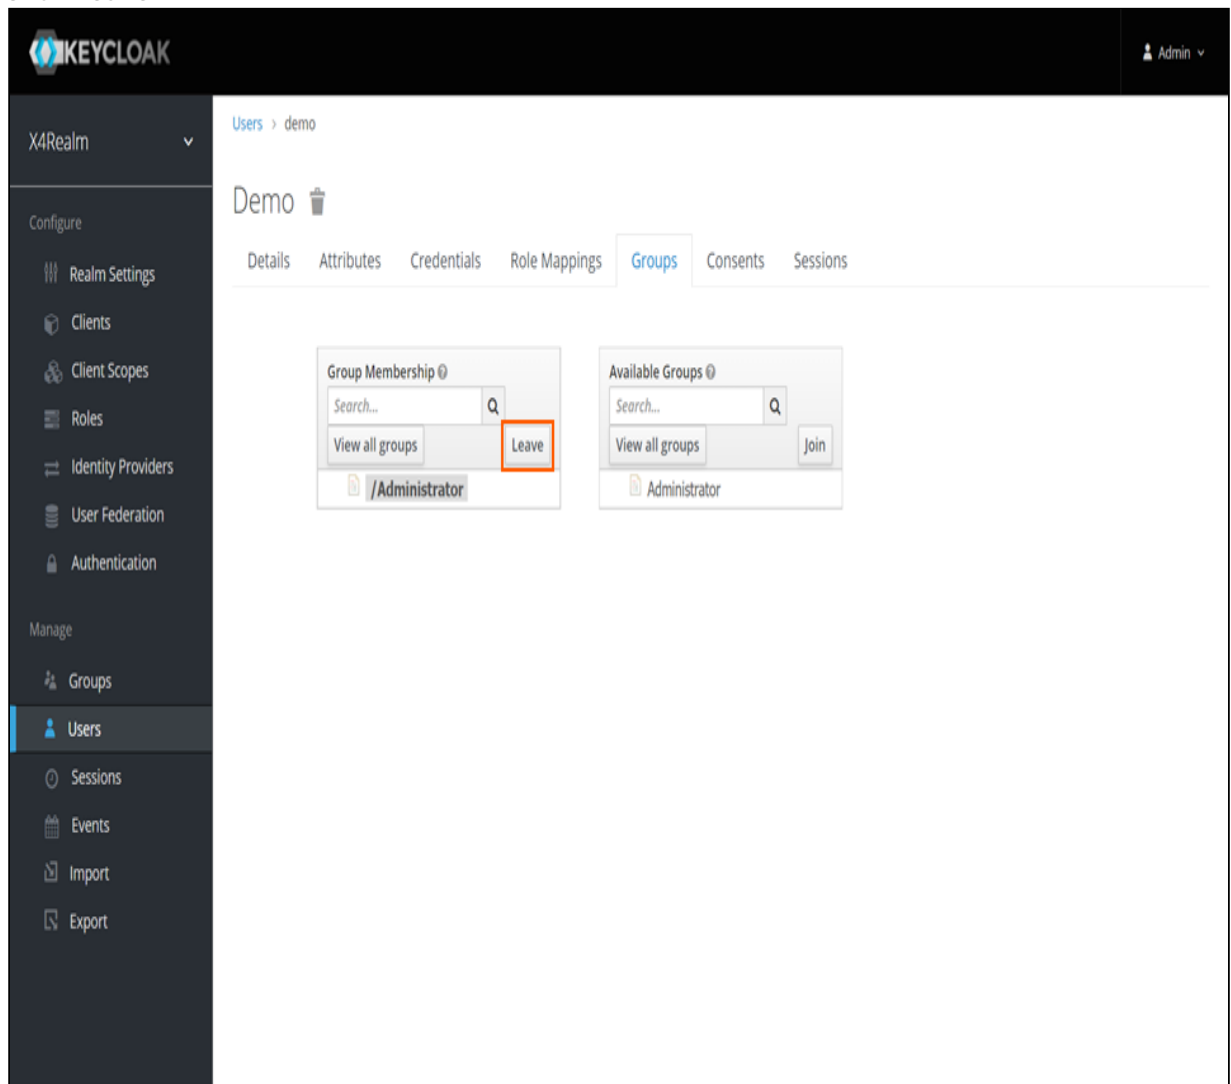 KEYCLOAK
Admin
X4Realm
Users > demo
Demo
Details Attributes Credentials Role Mappings Groups Consents Sessions
Configure
Realm Settings
Clients
Client Scopes
Roles
Identity Providers
User Federation
Authentication
Manage
Groups
Users
Sessions
Events
Import
Export
Group Membership
Search...
View all groups Leave
/Administrator
Available Groups
Search...
View all groups Join
Administrator